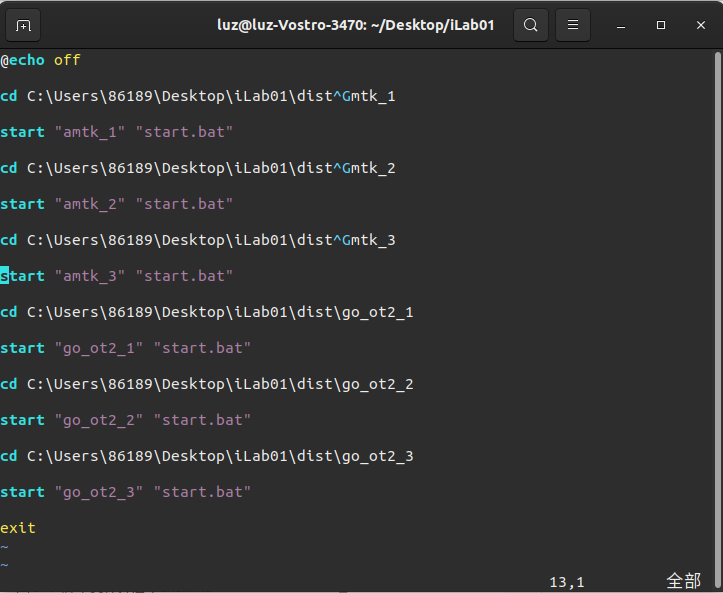 luz@luz-Vostro-3470: ~/Desktop/iLab01
@echo off
cd C:\Users\86189\Desktop\iLab01\dist^Gmtk_1
start "amtk_1" "start.bat"
cd C:\Users\86189\Desktop\iLab01\dist^Gmtk_2
start "amtk_2" "start.bat"
cd C:\Users\86189\Desktop\iLab01\dist^Gmtk_3
start "amtk_3" "start.bat"
cd C:\Users\86189\Desktop\iLab01\dist\go_ot2_1
start "go_ot2_1" "start.bat"
cd C:\Users\86189\Desktop\iLab01\dist\go_ot2_2
start "go_ot2_2" "start.bat"
cd C:\Users\86189\Desktop\iLab01\dist\go_ot2_3
start "go_ot2_3" "start.bat"
exit
~
~
13,1 全部